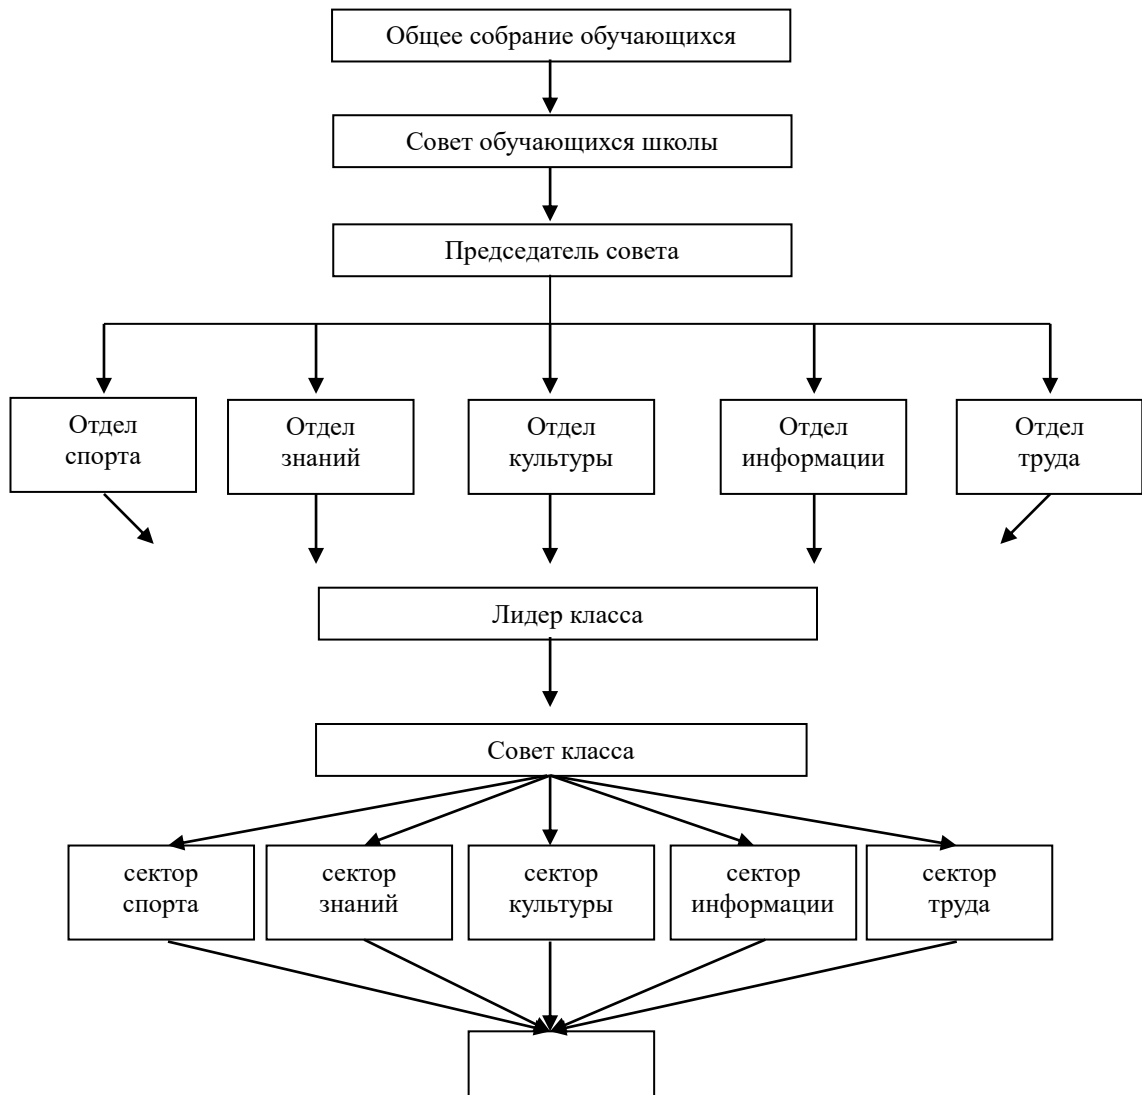 Общее собрание обучающихся
Совет обучающихся школы
Председатель совета
Отдел
спорта
Отдел
знаний
Отдел
культуры
Отдел
информации
Отдел
труда
Лидер класса
Совет класса
сектор
спорта
сектор
знаний
сектор
культуры
сектор
информации
сектор
труда